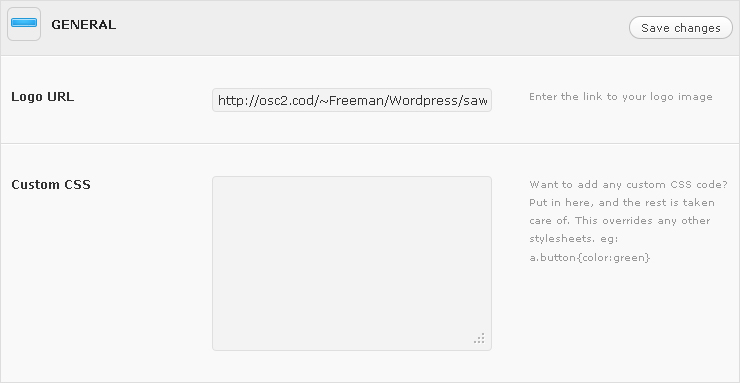 GENERAL
Save changes
Logo URL
http://osc2.cod/~Freeman/Wordpress/saw
Enter the link to your logo image
Custom CSS
Want to add any custom CSS code?
Put in here, and the rest is taken
care of. This overrides any other
stylesheets. eg:
a.button{color:green}